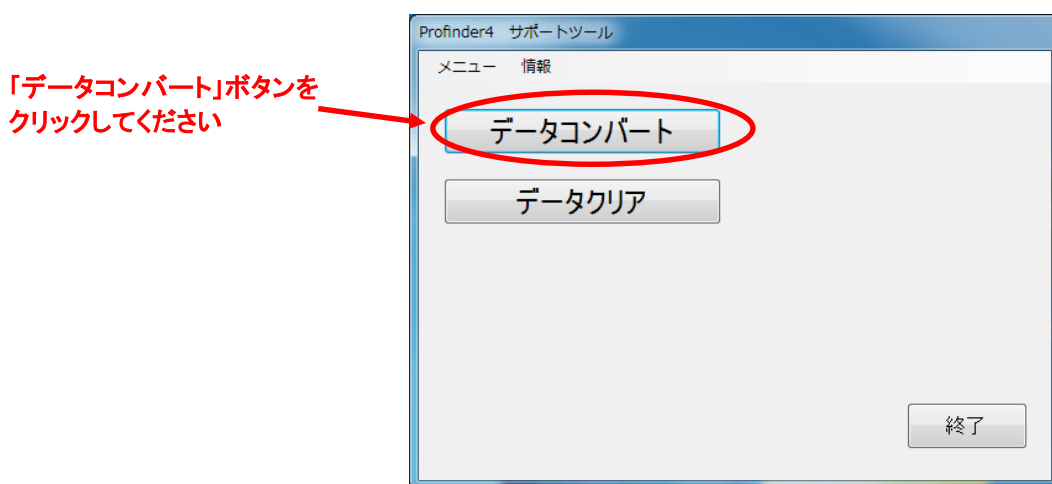 Profinder4 サポートツール
メニュー 情報
「データコンバート」ボタンを
クリックしてください
データコンバート
データクリア
終了